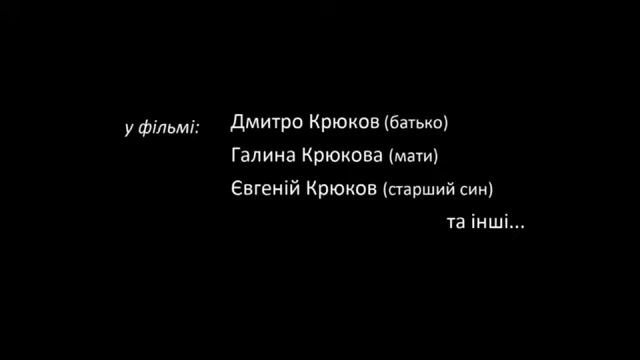 у фільмі: Дмитро Крюков (батько)
Галина Крюкова (мати)
Євгеній Крюков (старший син)
та інші...